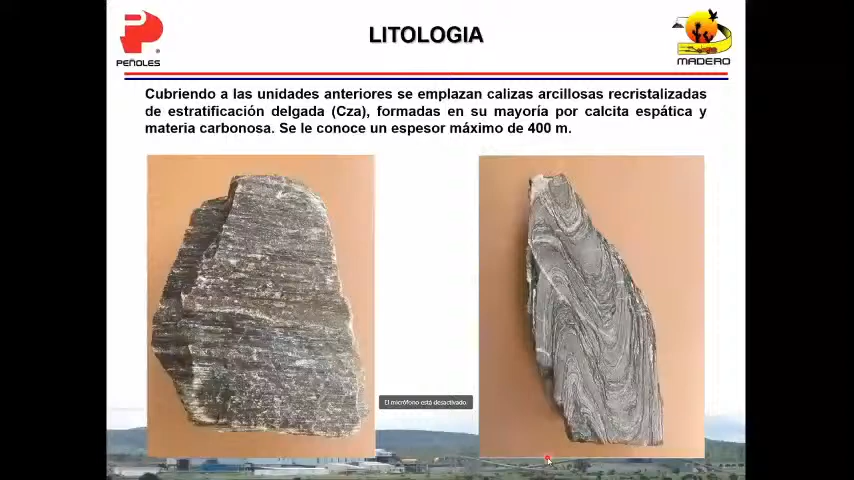 LITOLOGIA
PEÑOLES
MADERO
Cubriendo a las unidades anteriores se emplazan calizas arcillosas recristalizadas
de estratificación delgada (Cza), formadas en su mayoría por calcita espática y
materia carbonosa. Se le conoce un espesor máximo de 400 m.
El micrófono está desactivado.